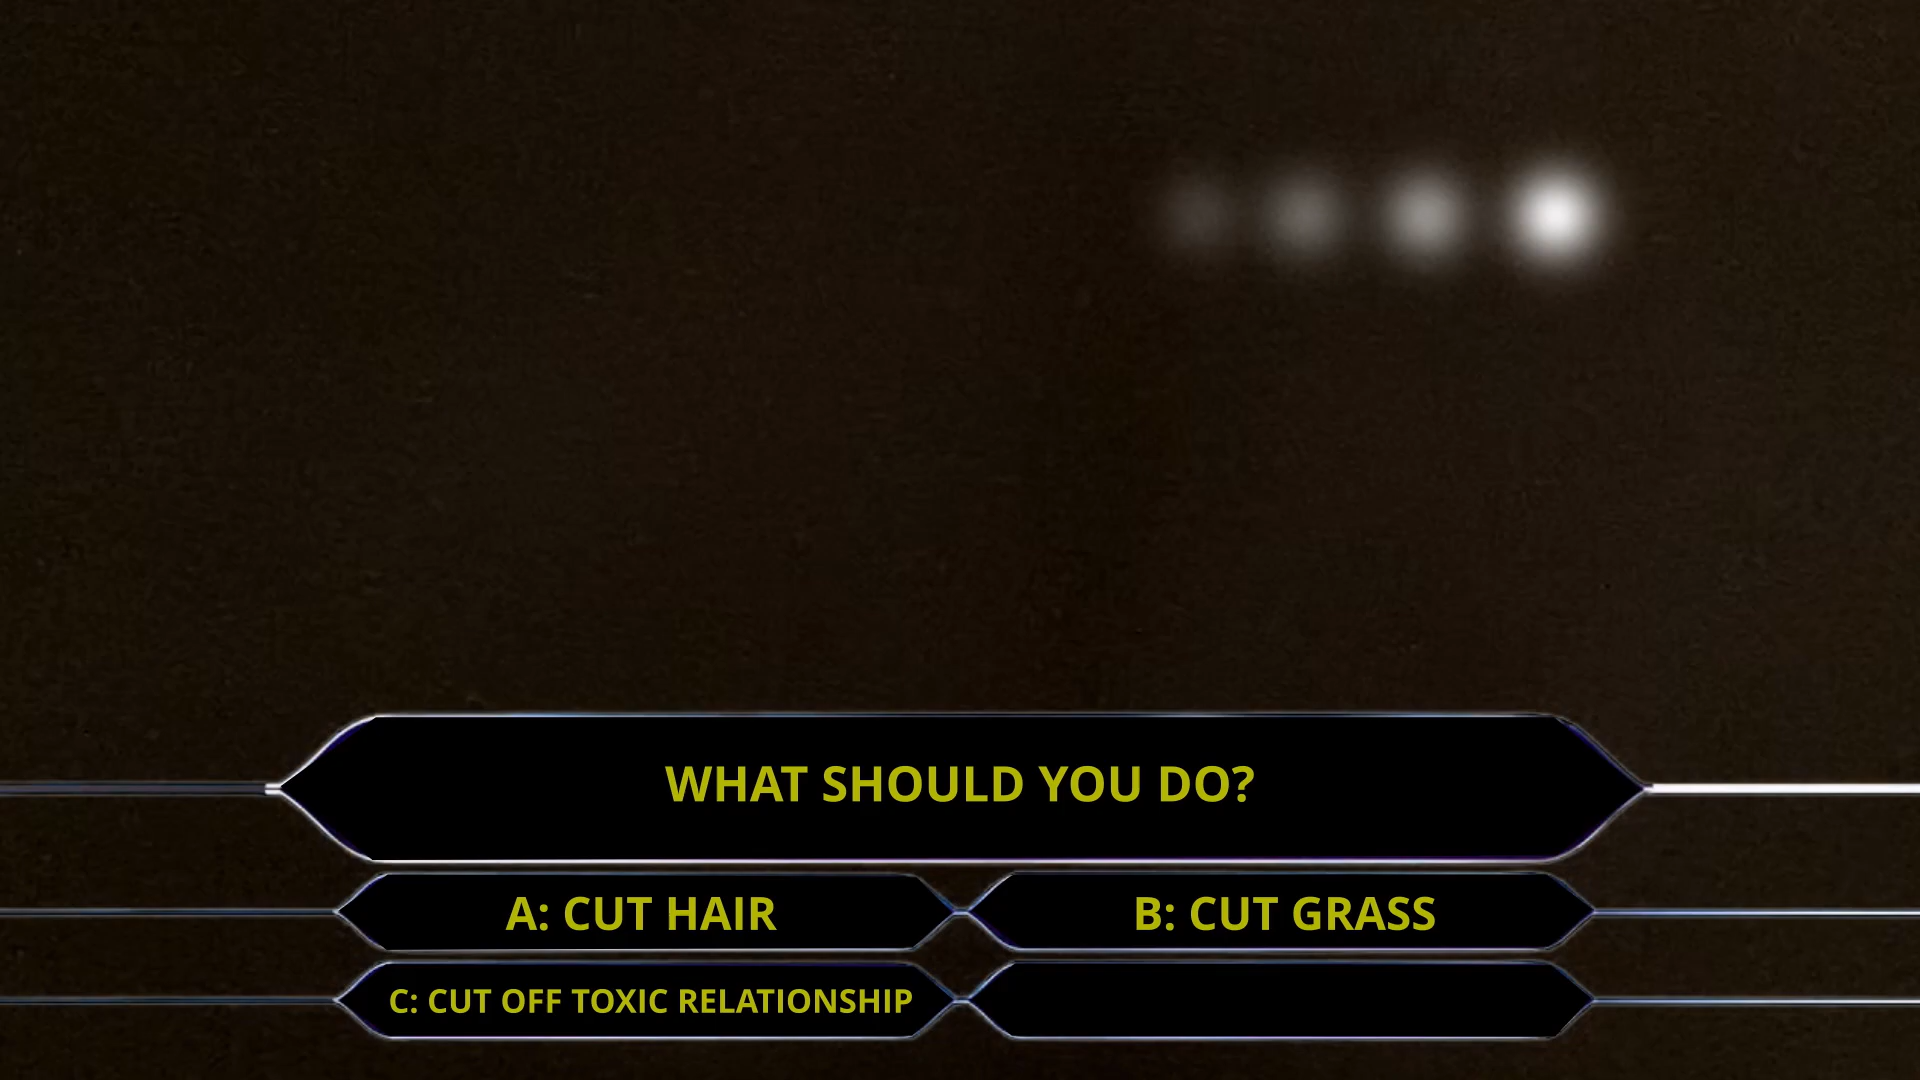 WHAT SHOULD YOU DO?
A: CUT HAIR
B: CUT GRASS
C: CUT OFF TOXIC RELATIONSHIP